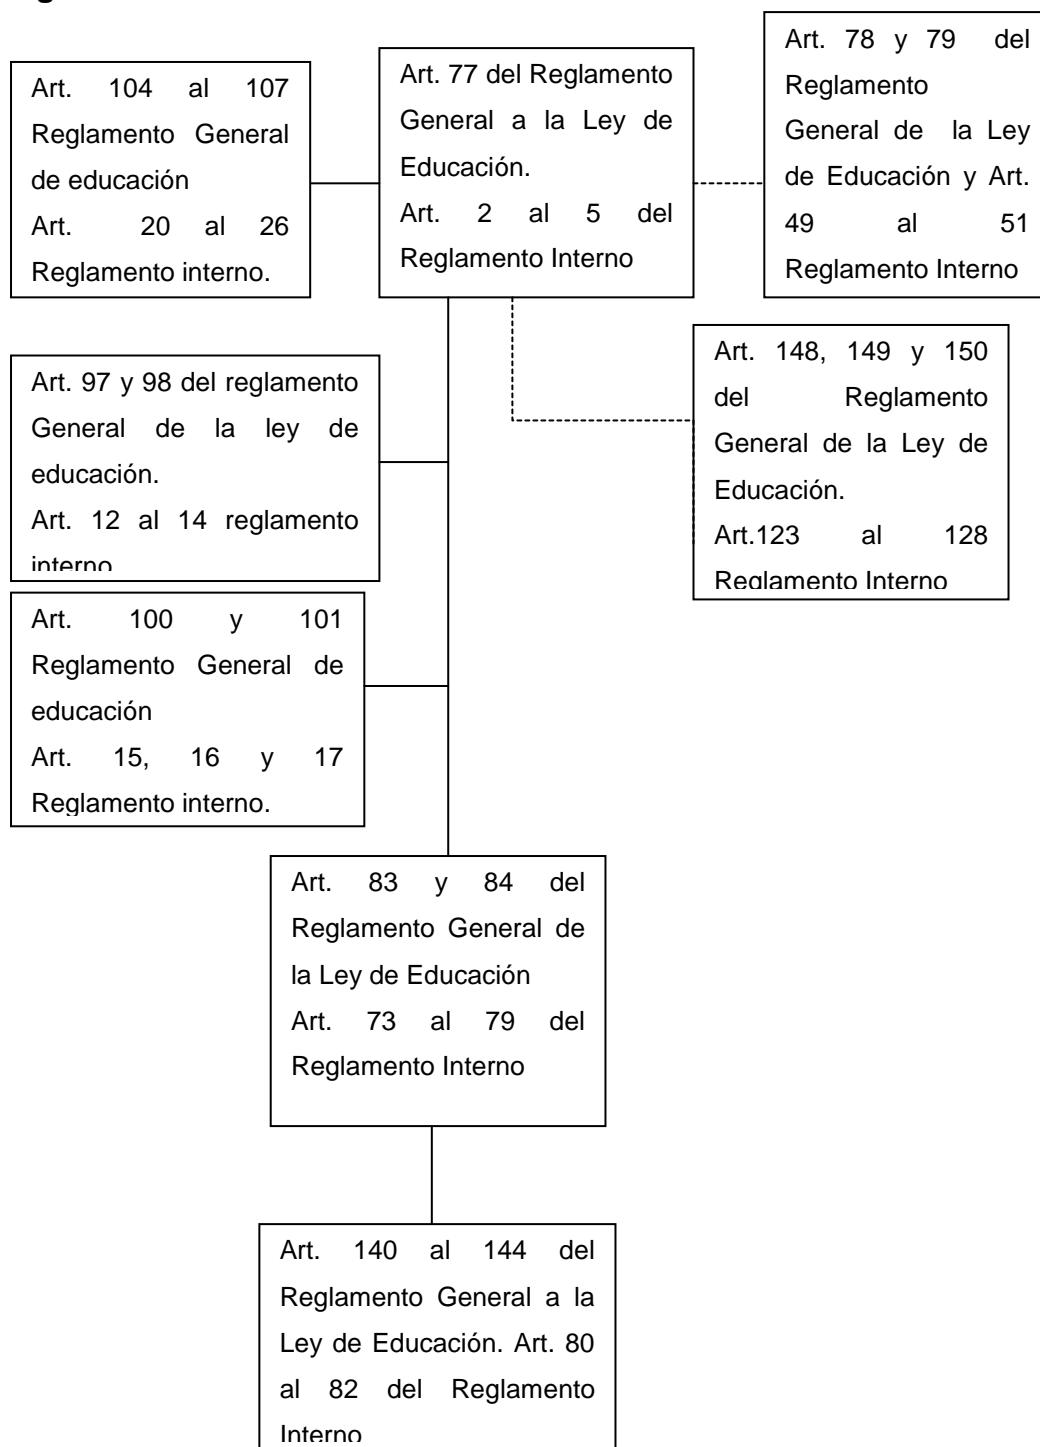 Art. 104 al 107
Reglamento General
de educación
Art. 20 al 26
Reglamento interno.
Art. 77 del Reglamento
General a la Ley de
Educación.
Art. 2 al 5 del
Reglamento Interno
Art. 78 y 79 del
Reglamento
General de la Ley
de Educación y Art.
49 al 51
Reglamento Interno
Art. 97 y 98 del reglamento
General de la ley de
educación.
Art. 12 al 14 reglamento
interno
Art. 148, 149 y 150
del Reglamento
General de la Ley de
Educación.
Art.123 al 128
Reglamento Interno
Art. 100 y 101
Reglamento General de
educación
Art. 15, 16 y 17
Reglamento interno.
Art. 83 y 84 del
Reglamento General de
la Ley de Educación
Art. 73 al 79 del
Reglamento Interno
Art. 140 al 144 del
Reglamento General a la
Ley de Educación. Art. 80
al 82 del Reglamento
Interno